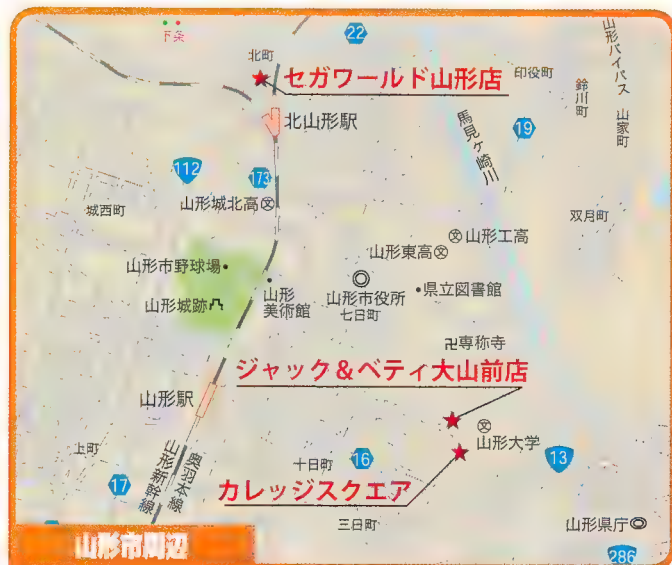 下条
北町
22
山形バイパス
セガワールド山形店
印役町
鈴川町
山家町
北山形駅
馬見ヶ崎川
19
112
173
城西町
山形城北高
双月町
山形工高
山形東高
山形市野球場
山形城跡
山形
美術館
山形市役所
七日町
県立図書館
卍専称寺
ジャック&ベティ大山前店
山形駅
山形大学
上町
山形新幹線
奥羽本線
十日町
16
13
17
カレッジスクエア
三日町
山形県庁
山形市周辺
286